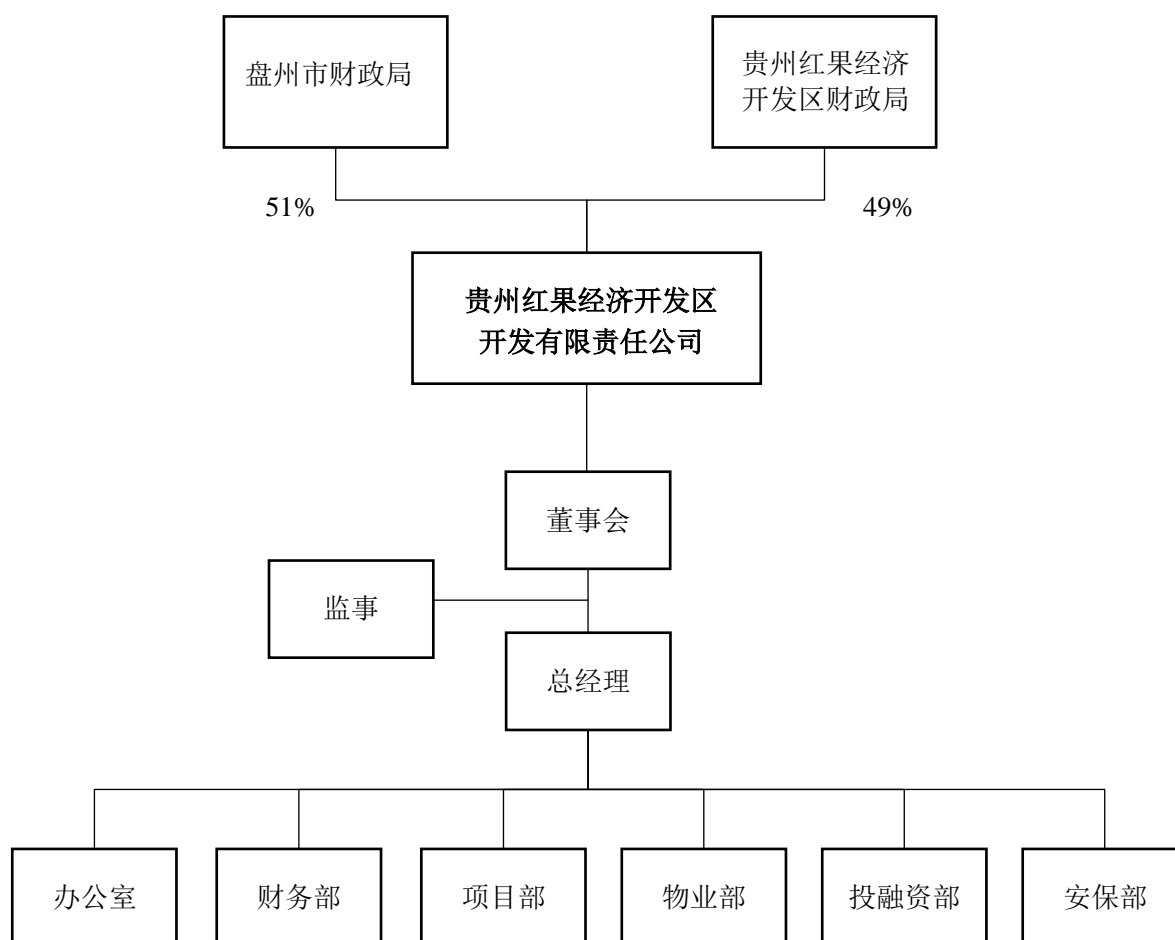 盘州市财政局
贵州红果经济
开发区财政局
51%
49%
贵州红果经济开发区
开发有限责任公司
董事会
监事
总经理
办公室
财务部
项目部
物业部
投融资部
安保部